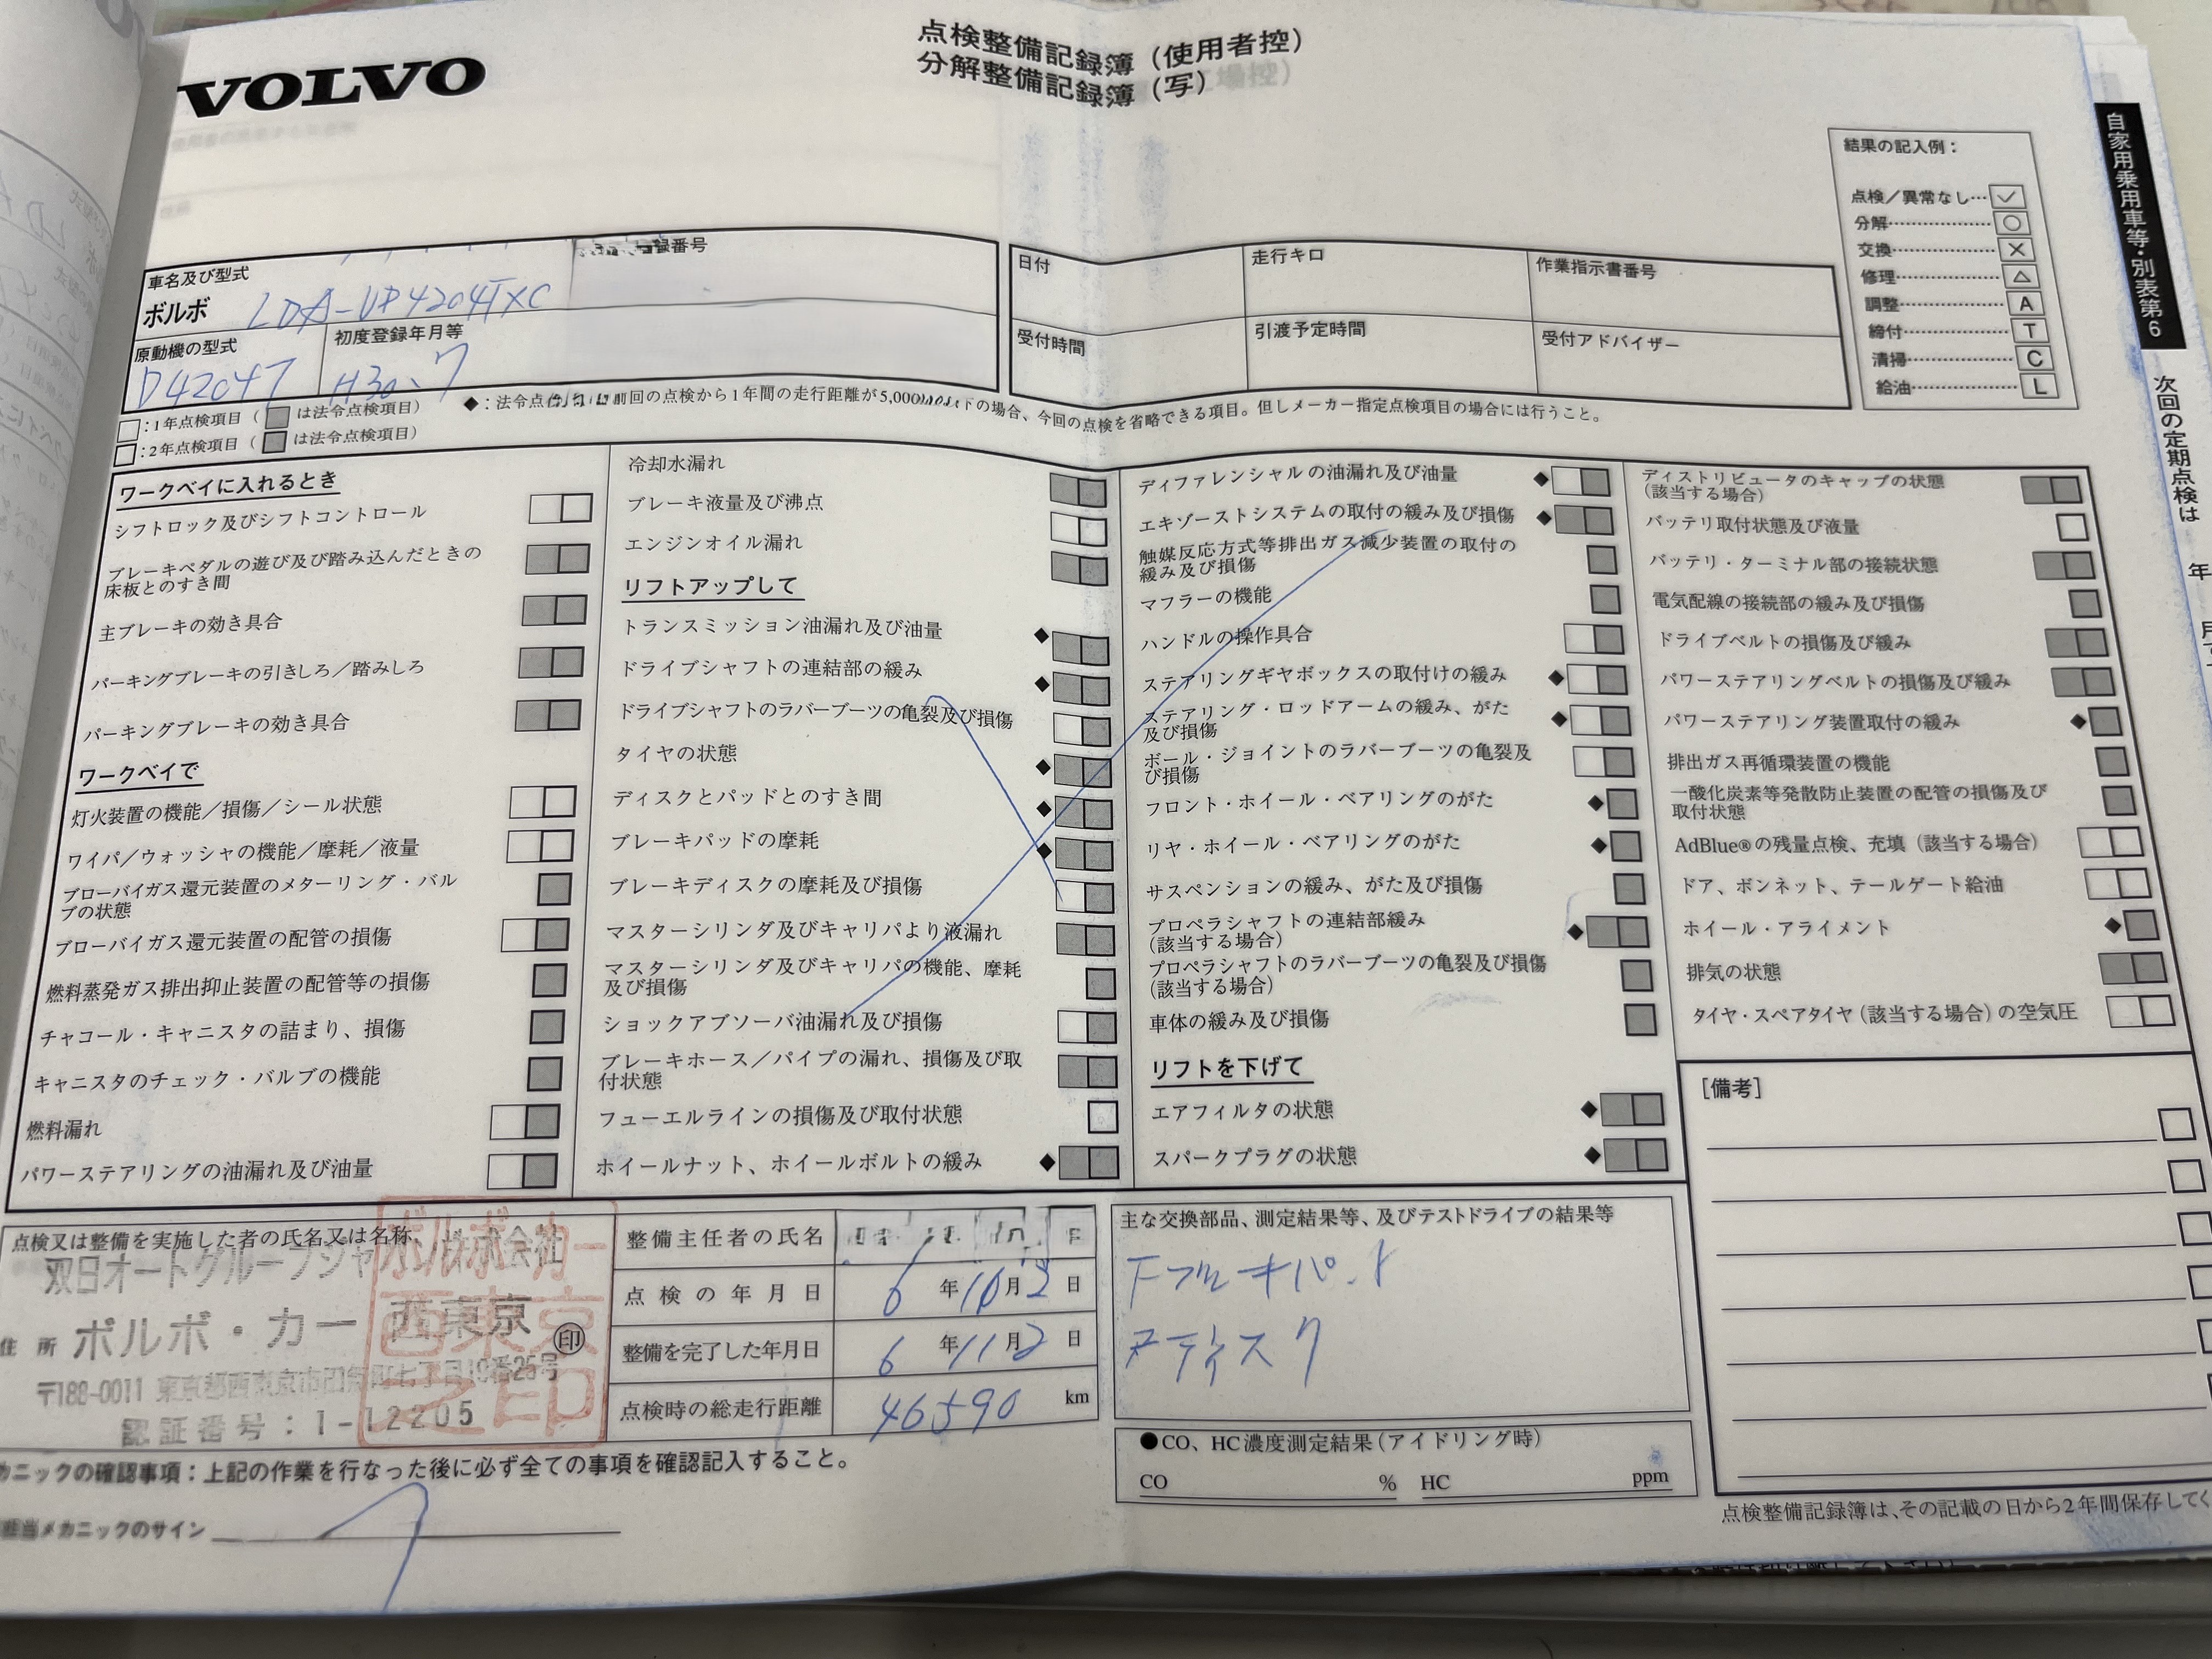 VOLVO
点検整備記録簿（使用者控）
分解整備記録簿（写）
自家用乗用車等・別表第6
次回の定期点検は
年
結果の記入例：
点検／異常なし…✓
分解…○
交換…×
修理…△
調整…A
締付…T
清掃…C
給油…L
車名及び型式
ボルボ
録番号
原動機の型式
初度登録年月等
H30.7
日付
走行キロ
作業指示書番号
受付時間
引渡予定時間
受付アドバイザー
□：1年点検項目（■は法令点検項目）
□：2年点検項目（■は法令点検項目）
◆：法令点 前回の点検から1年間の走行距離が5,000 下の場合、今回の点検を省略できる項目。但しメーカー指定点検項目の場合には行うこと。
ワークベイに入れるとき
シフトロック及びシフトコントロール
ブレーキペダルの遊び及び踏み込んだときの
床板とのすき間
主ブレーキの効き具合
パーキングブレーキの引きしろ／踏みしろ
パーキングブレーキの効き具合
ワークベイで
灯火装置の機能／損傷／シール状態
ワイパ／ウォッシャの機能／摩耗／液量
ブローバイガス還元装置のメターリング・バル
ブの状態
ブローバイガス還元装置の配管の損傷
燃料蒸発ガス排出抑止装置の配管等の損傷
チャコール・キャニスタの詰まり、損傷
キャニスタのチェック・バルブの機能
燃料漏れ
パワーステアリングの油漏れ及び油量
冷却水漏れ
ブレーキ液量及び沸点
エンジンオイル漏れ
リフトアップして
トランスミッション油漏れ及び油量
ドライブシャフトの連結部の緩み
ドライブシャフトのラバーブーツの亀裂及び損傷
タイヤの状態
ディスクとパッドとのすき間
ブレーキパッドの摩耗
ブレーキディスクの摩耗及び損傷
マスターシリンダ及びキャリパより液漏れ
マスターシリンダ及びキャリパの機能、摩耗
及び損傷
ショックアブソーバ油漏れ及び損傷
ブレーキホース／パイプの漏れ、損傷及び取
付状態
フューエルラインの損傷及び取付状態
ホイールナット、ホイールボルトの緩み
ディファレンシャルの油漏れ及び油量
エキゾーストシステムの取付の緩み及び損傷
触媒反応方式等排出ガス減少装置の取付の
緩み及び損傷
マフラーの機能
ハンドルの操作具合
ステアリングギヤボックスの取付けの緩み
ステアリング・ロッドアームの緩み、がた
及び損傷
ボール・ジョイントのラバーブーツの亀裂及
び損傷
フロント・ホイール・ベアリングのがた
リヤ・ホイール・ベアリングのがた
サスペンションの緩み、がた及び損傷
プロペラシャフトの連結部緩み
（該当する場合）
プロペラシャフトのラバーブーツの亀裂及び損傷
（該当する場合）
車体の緩み及び損傷
リフトを下げて
エアフィルタの状態
スパークプラグの状態
ディストリビュータのキャップの状態
（該当する場合）
バッテリ取付状態及び液量
バッテリ・ターミナル部の接続状態
電気配線の接続部の緩み及び損傷
ドライブベルトの損傷及び緩み
パワーステアリングベルトの損傷及び緩み
パワーステアリング装置取付の緩み
排出ガス再循環装置の機能
一酸化炭素等発散防止装置の配管の損傷及び
取付状態
AdBlue®の残量点検、充填（該当する場合）
ドア、ボンネット、テールゲート給油
ホイール・アライメント
排気の状態
タイヤ・スペアタイヤ（該当する場合）の空気圧
［備考］
点検又は整備を実施した者の氏名又は名称、
双日オートグループジャ 株式会社
住所 ボルボ・カー 西東京 印
〒188-0011 東京都西東京市田無町七丁目
認証番号：1-12205
整備主任者の氏名
点検の年月日 6年10月2日
整備を完了した年月日 6年11月2日
点検時の総走行距離 46590 km
主な交換部品、測定結果等、及びテストドライブの結果等
ディスク
●CO、HC濃度測定結果（アイドリング時）
CO % HC ppm
カニックの確認事項：上記の作業を行なった後に必ず全ての事項を確認記入すること。
担当メカニックのサイン
点検整備記録簿は、その記載の日から2年間保存してく